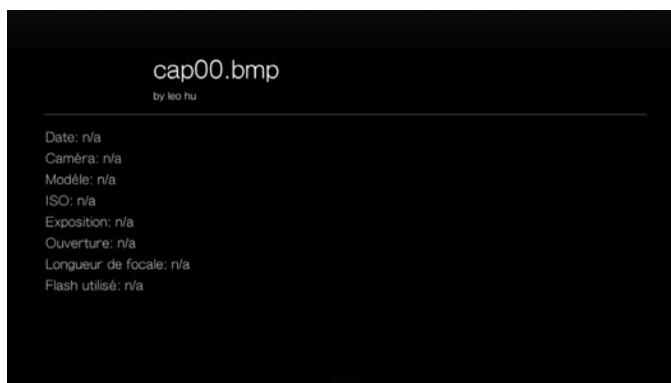 cap00.bmp
by leo hu
Date: n/a
Caméra: n/a
Modèle: n/a
ISO: n/a
Exposition: n/a
Ouverture: n/a
Longueur de focale: n/a
Flash utilisé: n/a